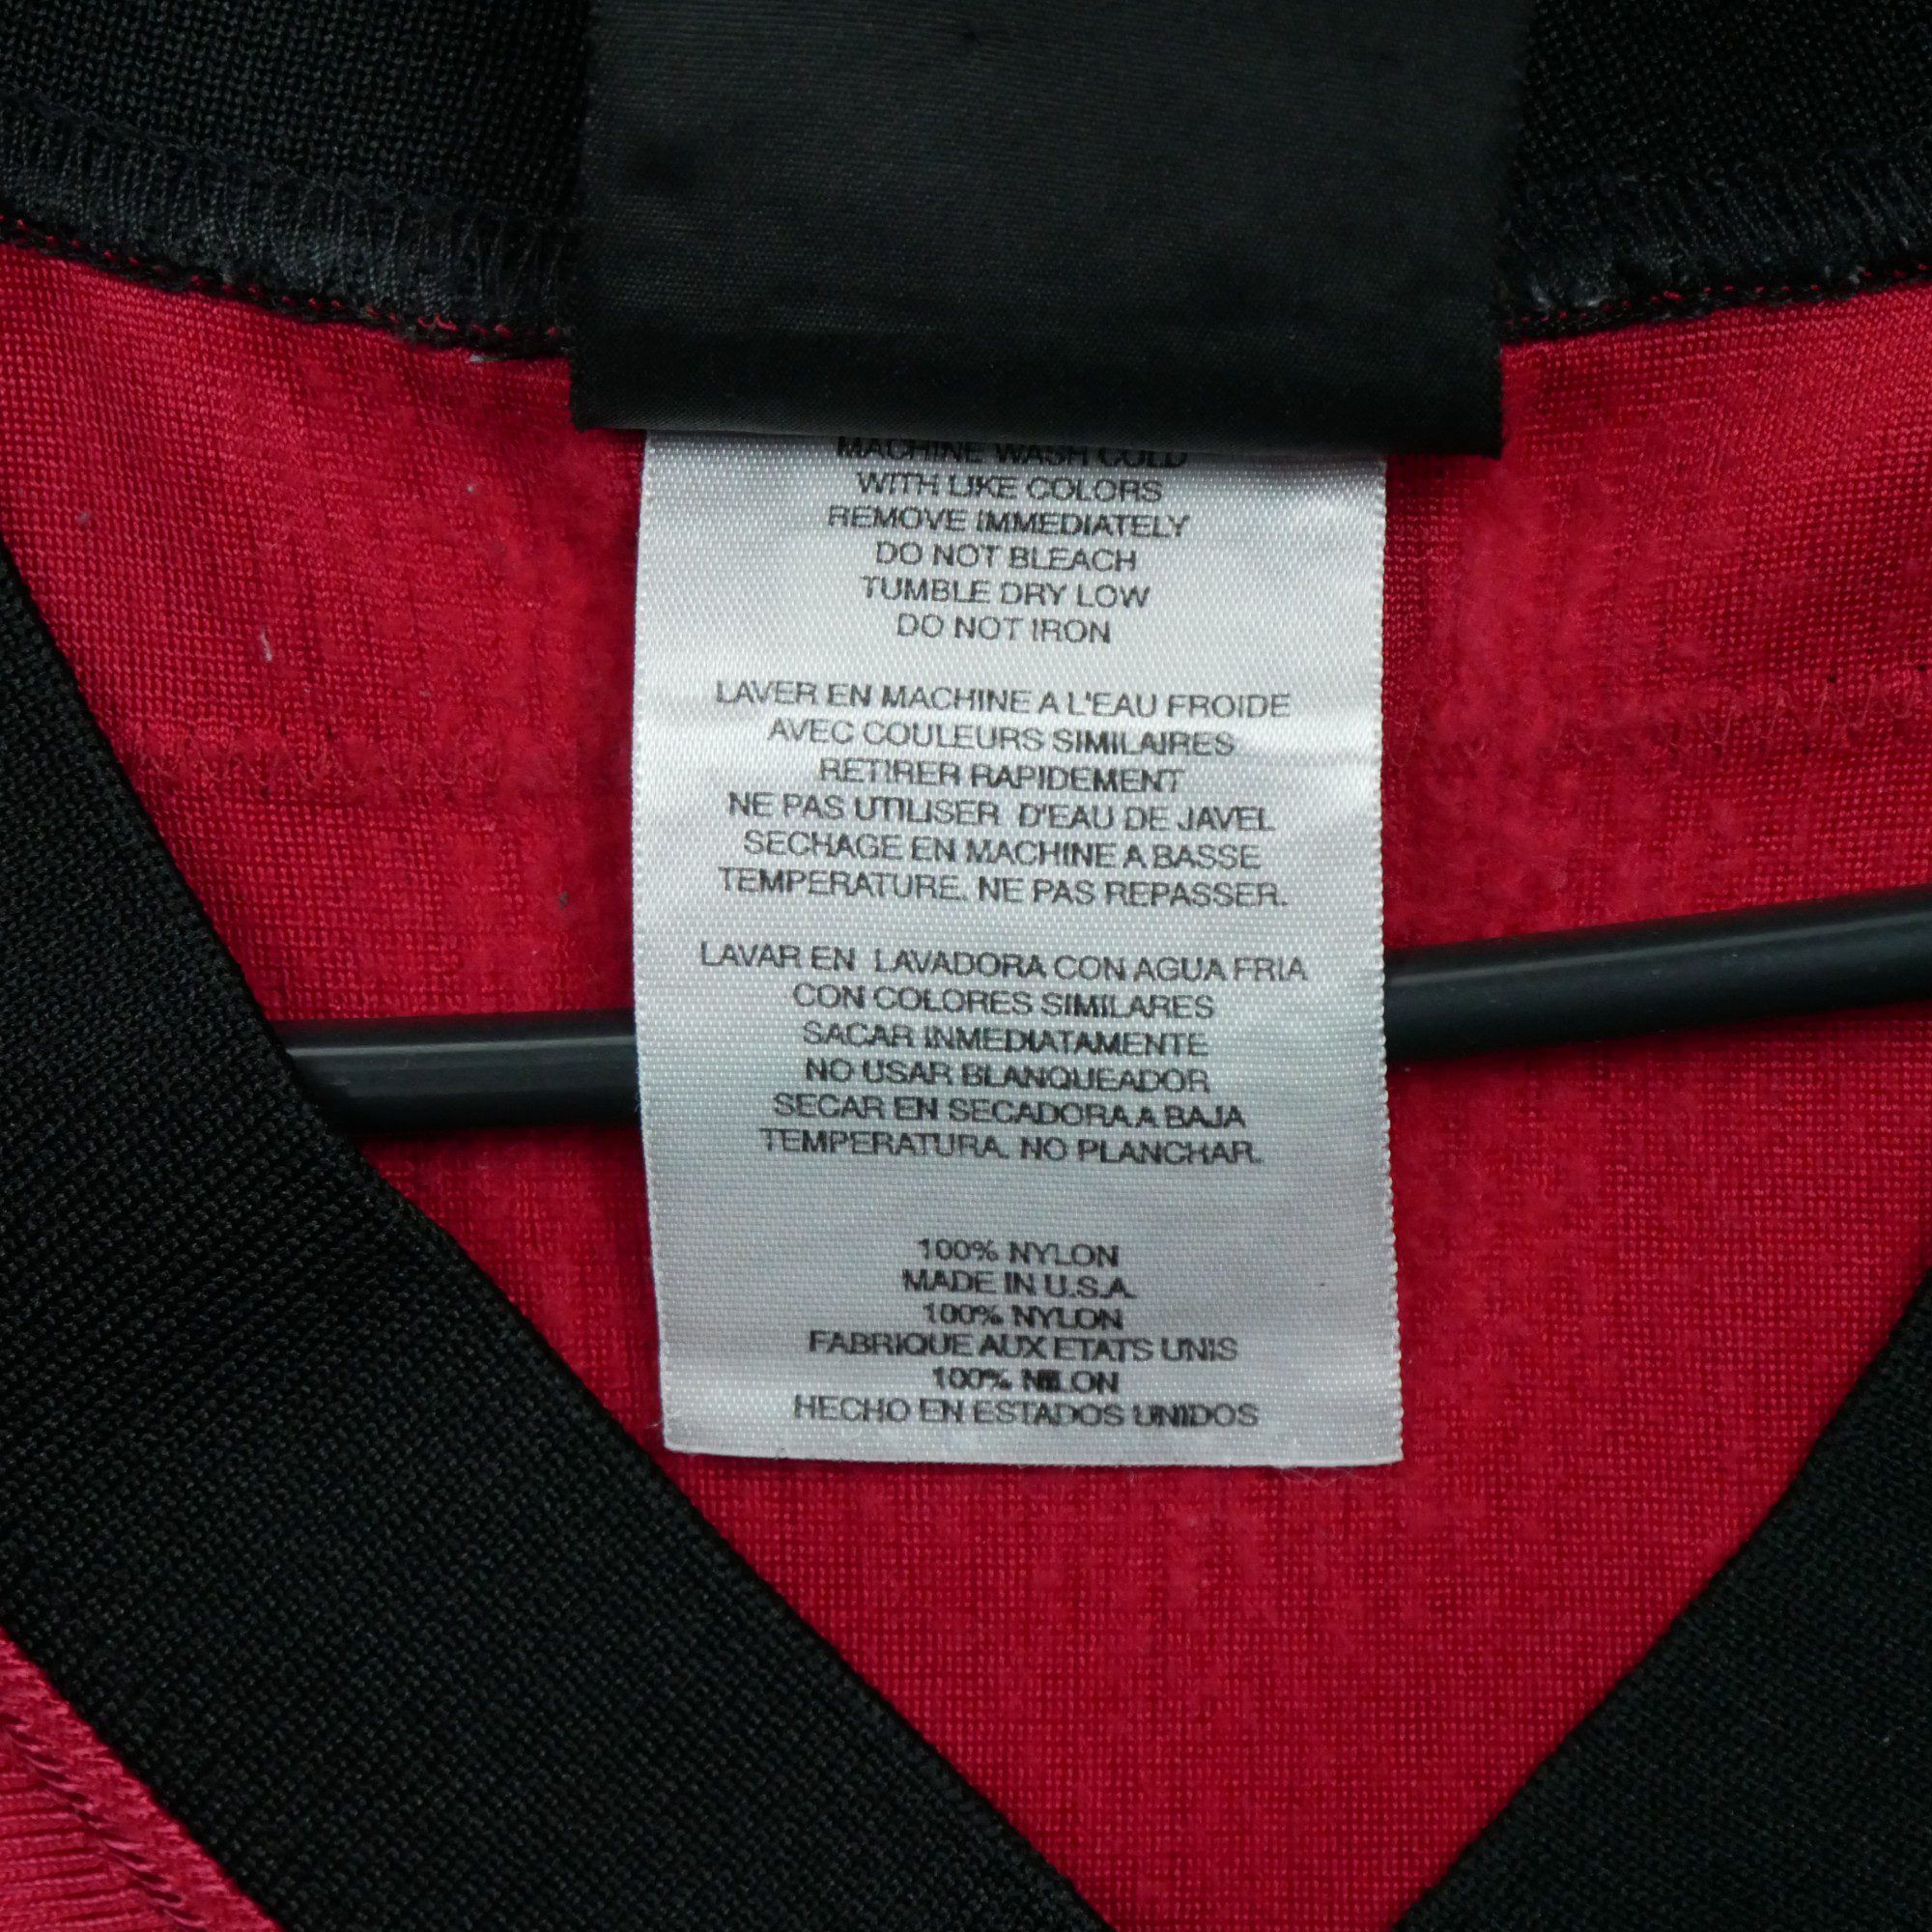 MACHINE WASH COLD
WITH LIKE COLORS
REMOVE IMMEDIATELY
DO NOT BLEACH
TUMBLE DRY LOW
DO NOT IRON
LAVER EN MACHINE A L'EAU FROIDE
AVEC COULEURS SIMILAIRES
RETIRER RAPIDEMENT
NE PAS UTILISER D'EAU DE JAVEL
SECHAGE EN MACHINE A BASSE
TEMPERATURE. NE PAS REPASSER.
LAVAR EN LAVADORA CON AGUA FRIA
CON COLORES SIMILARES
SACAR INMEDIATAMENTE
NO USAR BLANQUEADOR
SECAR EN SECADORA A BAJA
TEMPERATURA. NO PLANCHAR.
100% NYLON
MADE IN U.S.A.
100% NYLON
FABRIQUE AUX ETATS UNIS
100% NILON
HECHO EN ESTADOS UNIDOS